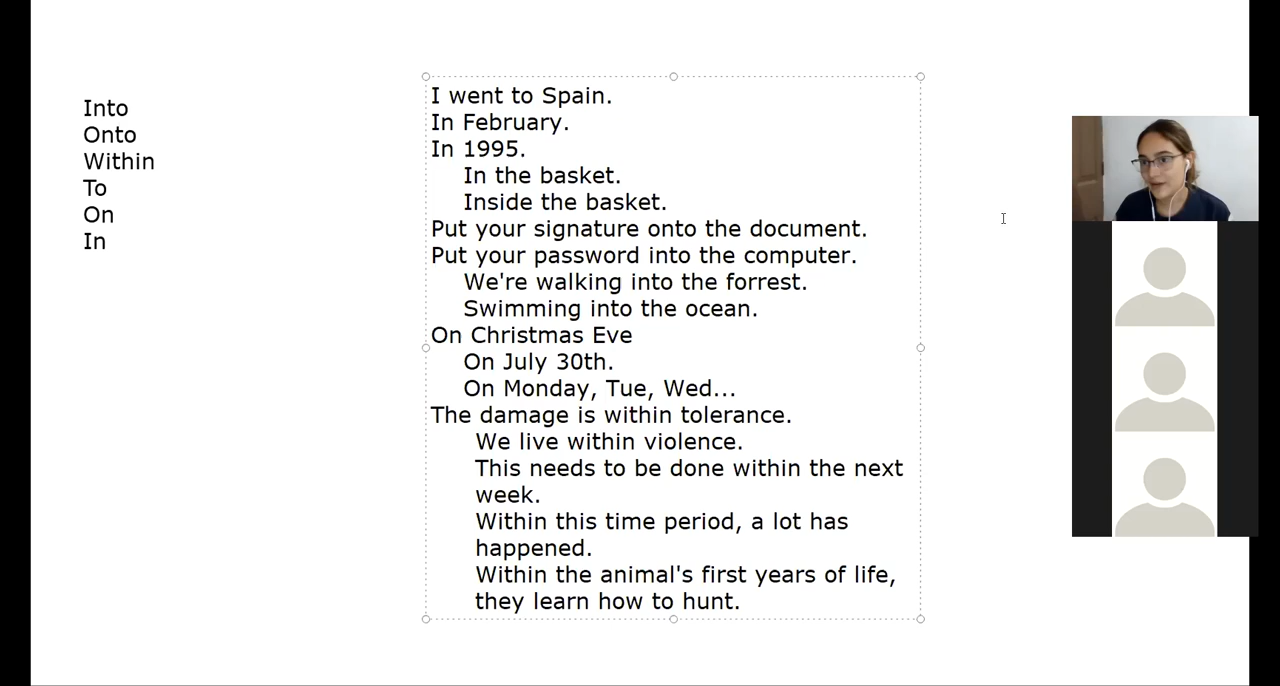 Into
Onto
Within
To
On
In
I went to Spain.
In February.
In 1995.
In the basket.
Inside the basket.
Put your signature onto the document.
Put your password into the computer.
We're walking into the forrest.
Swimming into the ocean.
On Christmas Eve
On July 30th.
On Monday, Tue, Wed...
The damage is within tolerance.
We live within violence.
This needs to be done within the next
week.
Within this time period, a lot has
happened.
Within the animal's first years of life,
they learn how to hunt.